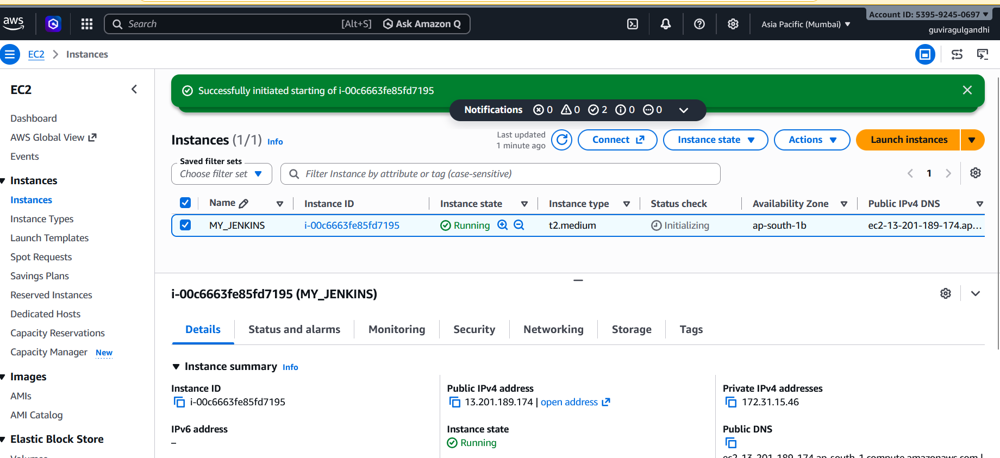 aws
Search [Alt+S] Ask Amazon Q
Asia Pacific (Mumbai)
Account ID: 5395-9245-0697
guviragulgandhi
EC2 Instances
EC2
Dashboard
AWS Global View
Events
Instances
Instances
Instance Types
Launch Templates
Spot Requests
Savings Plans
Reserved Instances
Dedicated Hosts
Capacity Reservations
Capacity Manager New
Images
AMIs
AMI Catalog
Elastic Block Store
Volumes
Successfully initiated starting of i-00c6663fe85fd7195
Notifications 0 0 2 0 0
Instances (1/1) Info
Last updated
1 minute ago
Connect Instance state Actions Launch instances
Saved filter sets
Choose filter set
Filter Instance by attribute or tag (case-sensitive)
1
Name Instance ID Instance state Instance type Status check Availability Zone Public IPv4 DNS
MY_JENKINS i-00c6663fe85fd7195 Running t2.medium Initializing ap-south-1b ec2-13-201-189-174.ap...
i-00c6663fe85fd7195 (MY_JENKINS)
Details Status and alarms Monitoring Security Networking Storage Tags
Instance summary Info
Instance ID
i-00c6663fe85fd7195
Public IPv4 address
13.201.189.174 | open address
Private IPv4 addresses
172.31.15.46
IPv6 address
–
Instance state
Running
Public DNS
ec2-13-201-189-174.ap-south-1.compute.amazonaws.com |